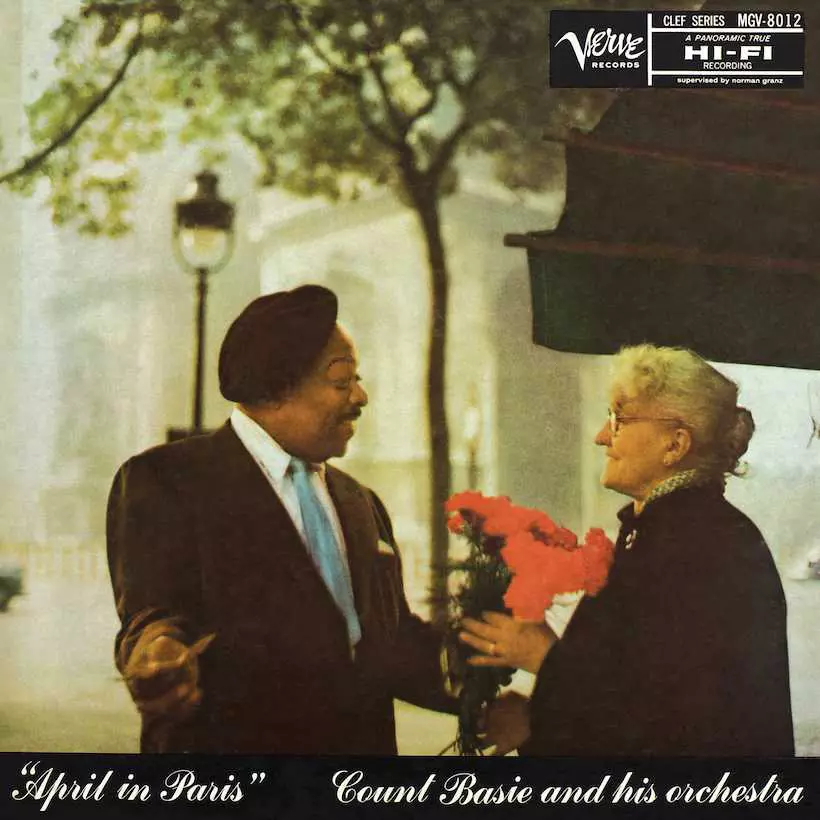 Verve
RECORDS
CLEF SERIES MGV-8012
A PANORAMIC TRUE
HI-FI
RECORDING
supervised by norman granz
"April in Paris" Count Basie and his orchestra